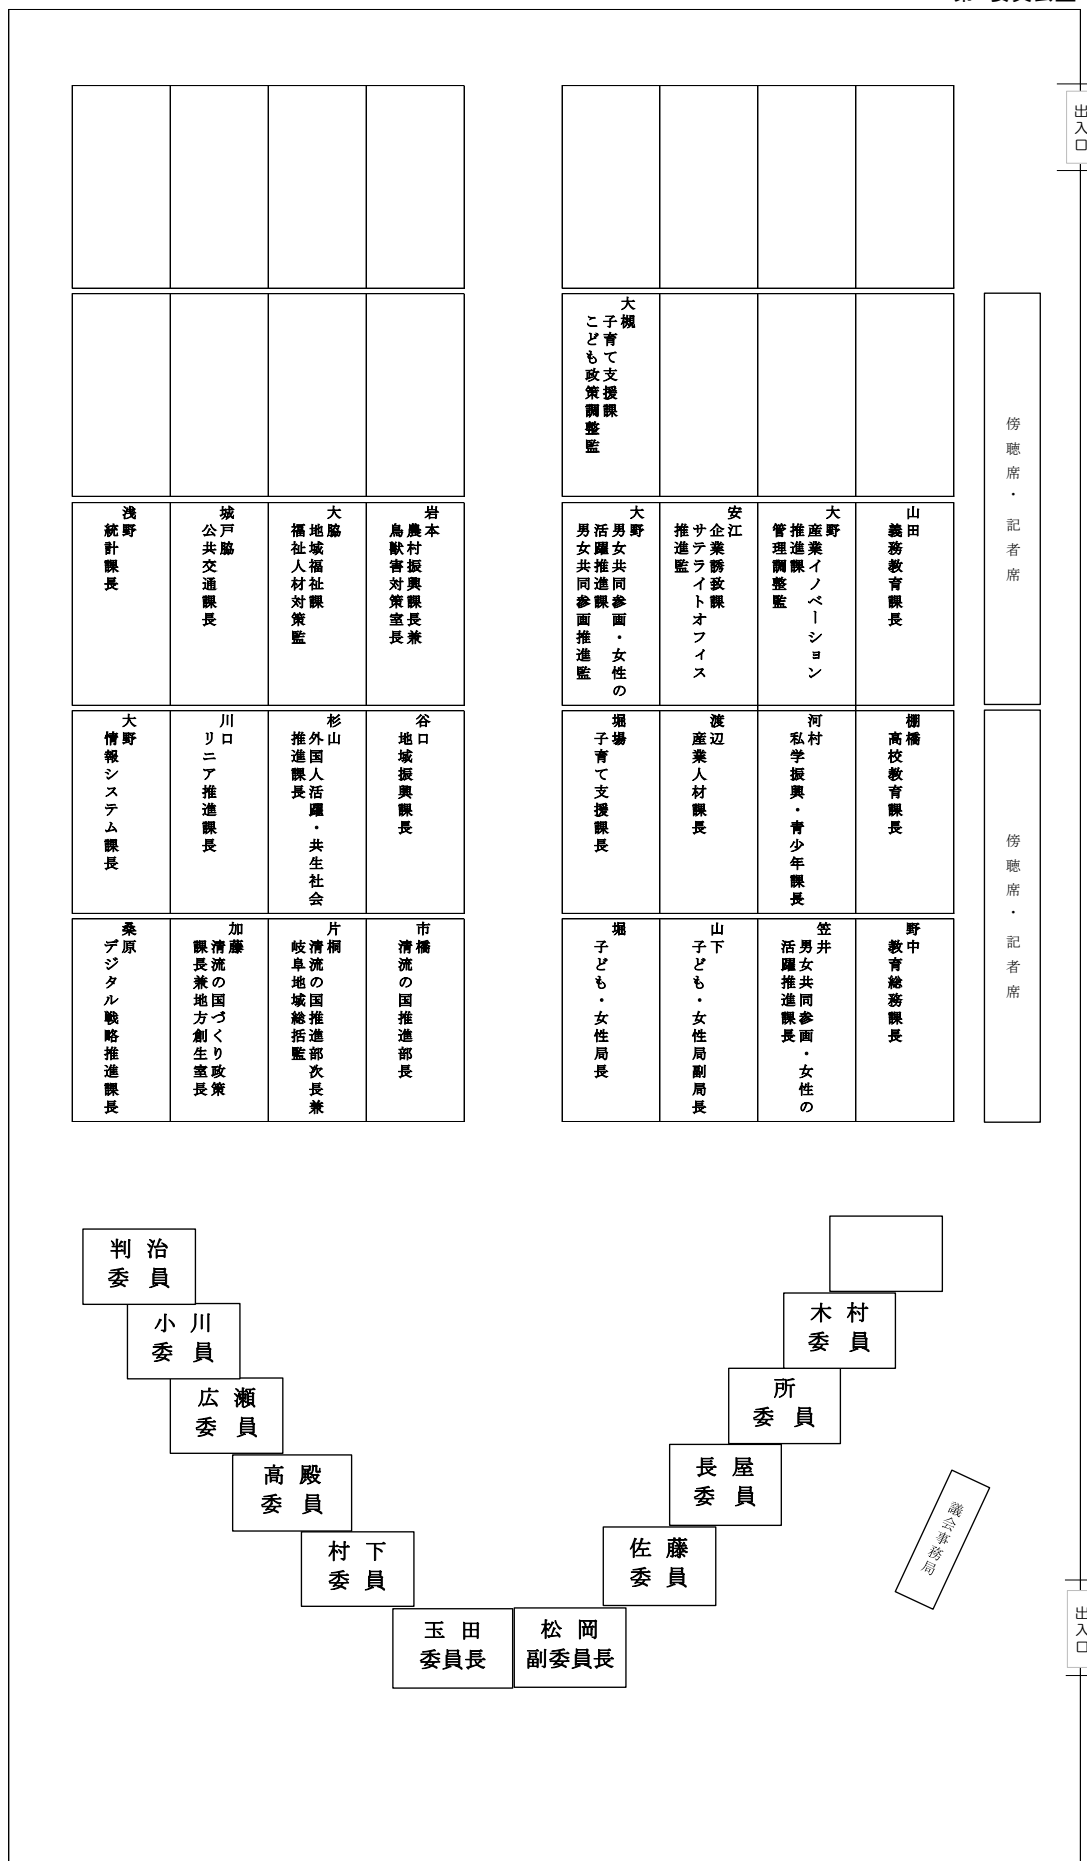 出入口
大槻
子育て支援課
こども政策調整監
傍聴席・記者席
山田
義務教育課長
大野
産業イノベーション
推進課
管理調整監
安江
企業誘致課
サテライトオフィス
推進監
大野
男女共同参画・女性の
活躍推進課
男女共同参画推進監
岩本
農村振興課長兼
鳥獣害対策室長
大脇
地域福祉課
福祉人材対策監
城戸脇
公共交通課長
浅野
統計課長
傍聴席・記者席
棚橋
高校教育課長
河村
私学振興・青少年課長
渡辺
産業人材課長
堀場
子育て支援課長
谷口
地域振興課長
杉山
外国人活躍・共生社会
推進課長
川口
リニア推進課長
大野
情報システム課長
野中
教育総務課長
笠井
男女共同参画・女性の
活躍推進課長
山下
子ども・女性局副局長
堀
子ども・女性局長
市橋
清流の国推進部長
片桐
清流の国推進部次長兼
岐阜地域総括監
加藤
清流の国づくり政策
課長兼地方創生室長
桑原
デジタル戦略推進課長
判治
委員
小川
委員
広瀬
委員
高殿
委員
村下
委員
玉田
委員長
松岡
副委員長
佐藤
委員
長屋
委員
所
委員
木村
委員
議会事務局
出入口